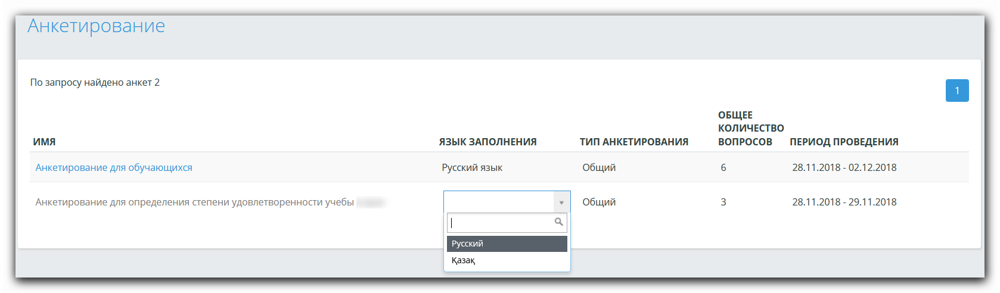 Анкетирование
По запросу найдено анкет 2
1
ИМЯ
ЯЗЫК ЗАПОЛНЕНИЯ
ТИП АНКЕТИРОВАНИЯ
ОБЩЕЕ
КОЛИЧЕСТВО
ВОПРОСОВ
ПЕРИОД ПРОВЕДЕНИЯ
Анкетирование для обучающихся
Русский язык
Общий
6
28.11.2018 - 02.12.2018
Анкетирование для определения степени удовлетворенности учебы
Общий
3
28.11.2018 - 29.11.2018
Русский
Қазақ